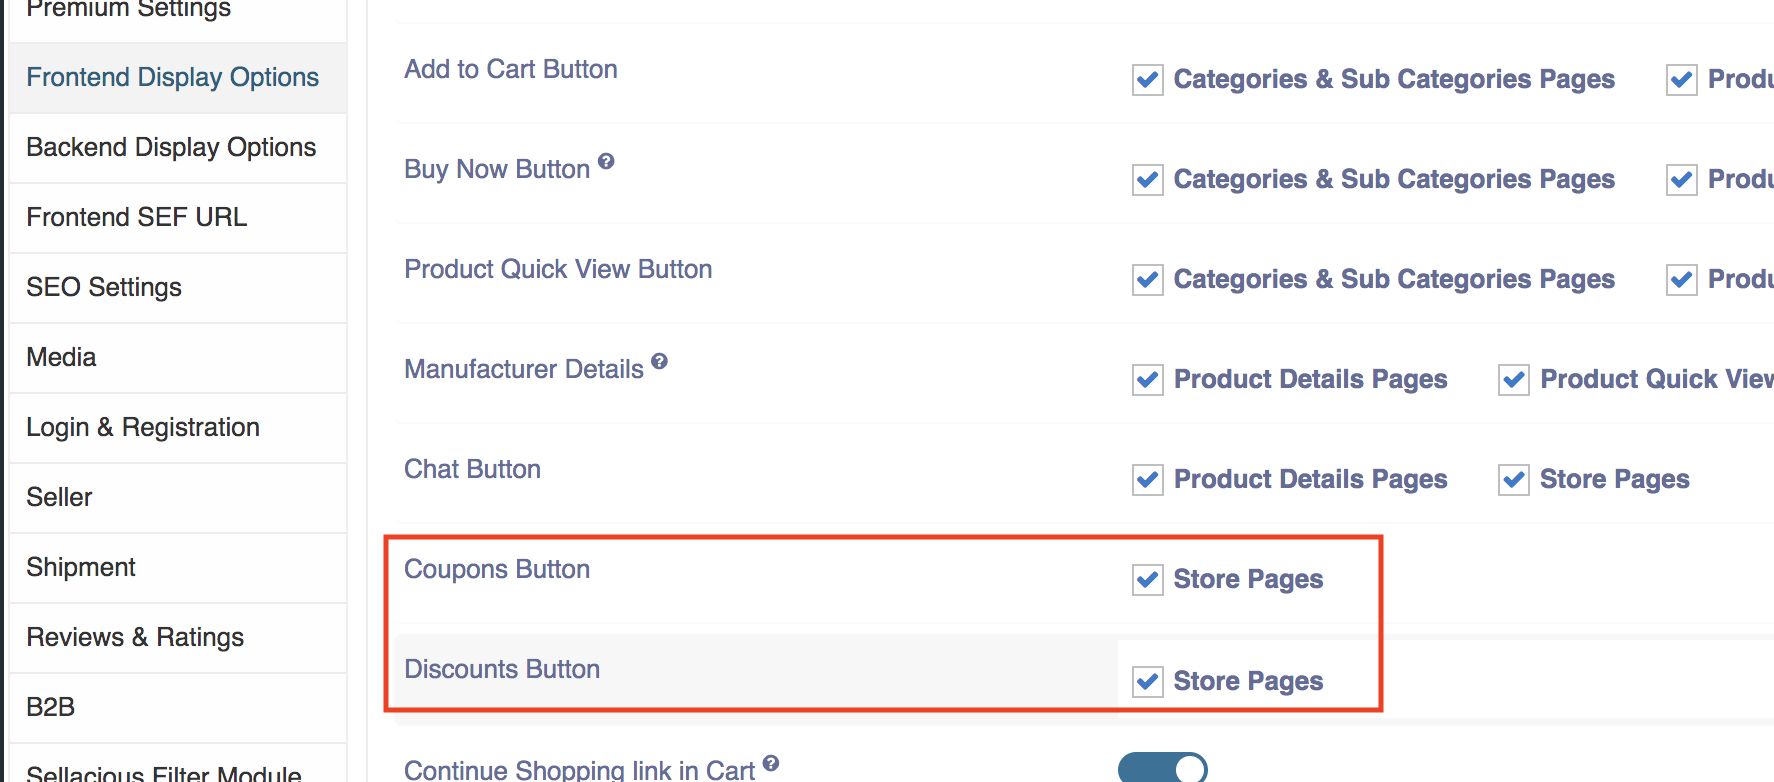 Premium Settings
Frontend Display Options
Backend Display Options
Frontend SEF URL
SEO Settings
Media
Login & Registration
Seller
Shipment
Reviews & Ratings
B2B
Sellacious Filter Module
Add to Cart Button
Categories & Sub Categories Pages Produ
Buy Now Button ?
Categories & Sub Categories Pages Produ
Product Quick View Button
Categories & Sub Categories Pages Produ
Manufacturer Details ?
Product Details Pages Product Quick View
Chat Button
Product Details Pages Store Pages
Coupons Button
Store Pages
Discounts Button
Store Pages
Continue Shopping link in Cart ?